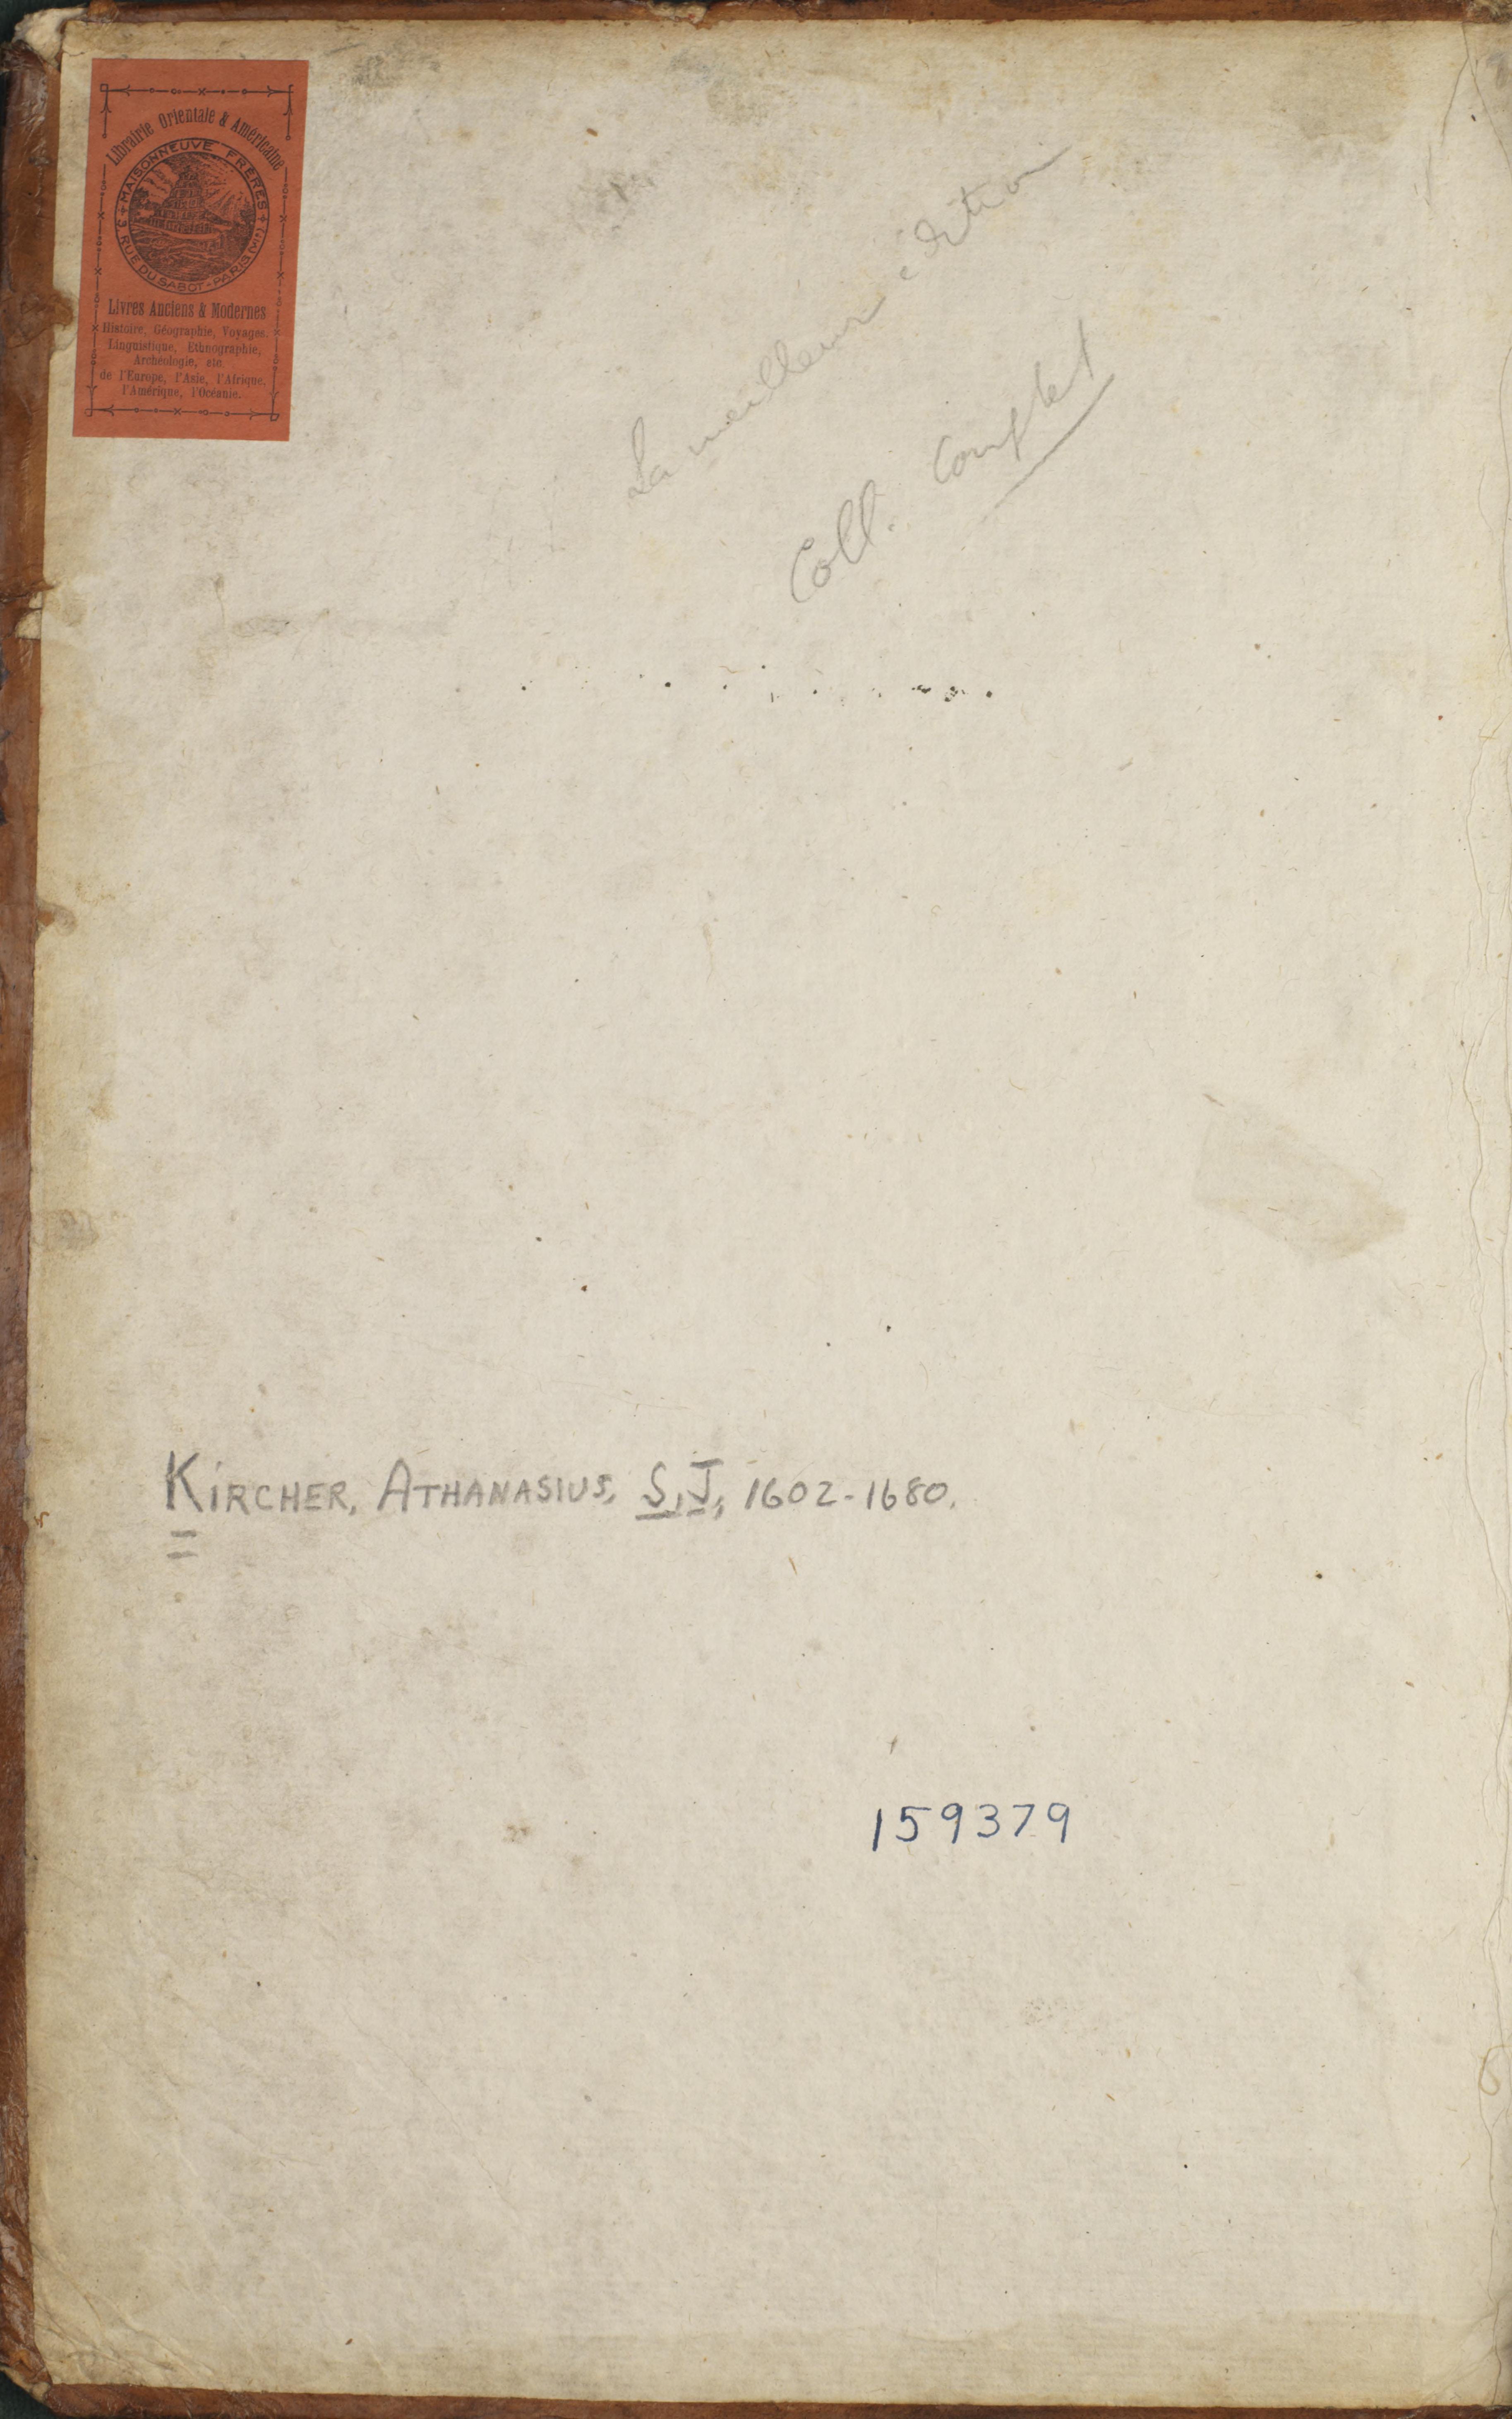 Librairie Orientale & Américaine
MAISONNEUVE FRÈRES
3 RUE DU SABOT - PARIS (VIe)
Livres Anciens & Modernes
Histoire, Géographie, Voyages.
Linguistique, Ethnographie,
Archéologie, etc.
de l'Europe, l'Asie, l'Afrique,
l'Amérique, l'Océanie.
La meilleure édition
Coll. complet
KIRCHER, ATHANASIUS, S.J., 1602-1680.
159379